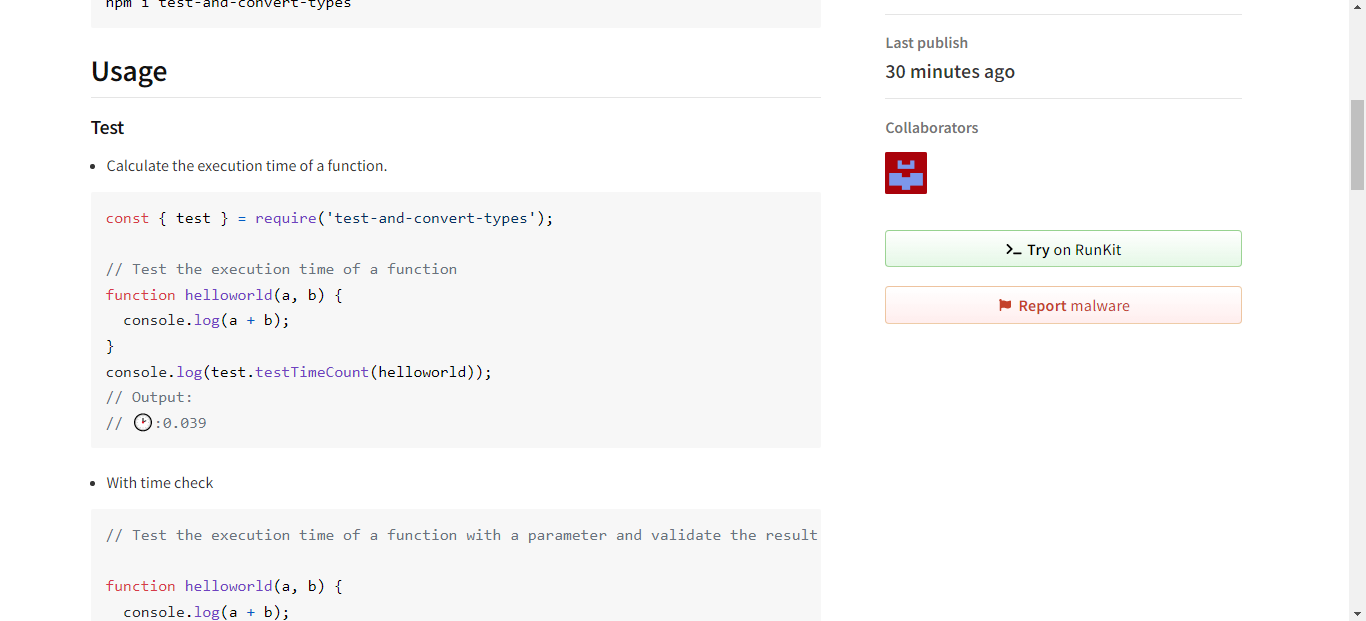 npm i test-and-convert-types
Usage
Test
Calculate the execution time of a function.
const { test } = require('test-and-convert-types');
// Test the execution time of a function
function helloworld(a, b) {
console.log(a + b);
}
console.log(test.testTimeCount(helloworld));
// Output:
// 🕑:0.039
With time check
// Test the execution time of a function with a parameter and validate the result
function helloworld(a, b) {
console.log(a + b);
Last publish
30 minutes ago
Collaborators
Try on RunKit
Report malware